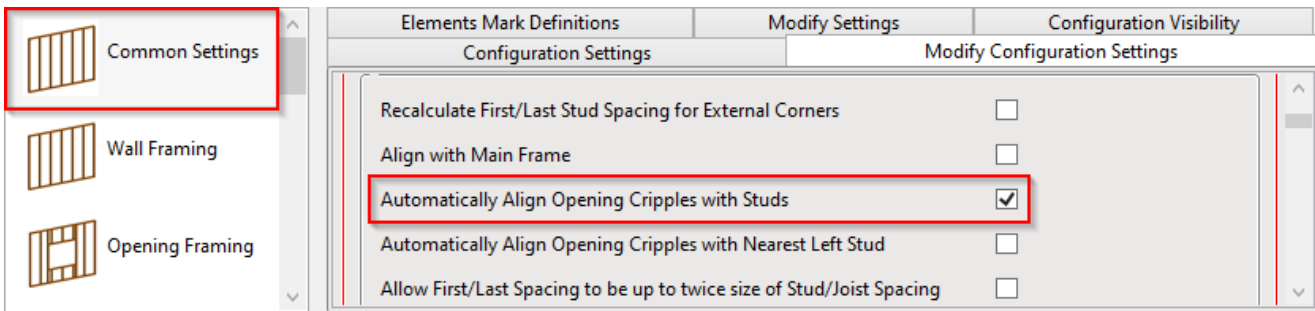 Common Settings
Wall Framing
Opening Framing
Elements Mark Definitions
Modify Settings
Configuration Visibility
Configuration Settings
Modify Configuration Settings
Recalculate First/Last Stud Spacing for External Corners
Align with Main Frame
Automatically Align Opening Cripples with Studs
Automatically Align Opening Cripples with Nearest Left Stud
Allow First/Last Spacing to be up to twice size of Stud/Joist Spacing